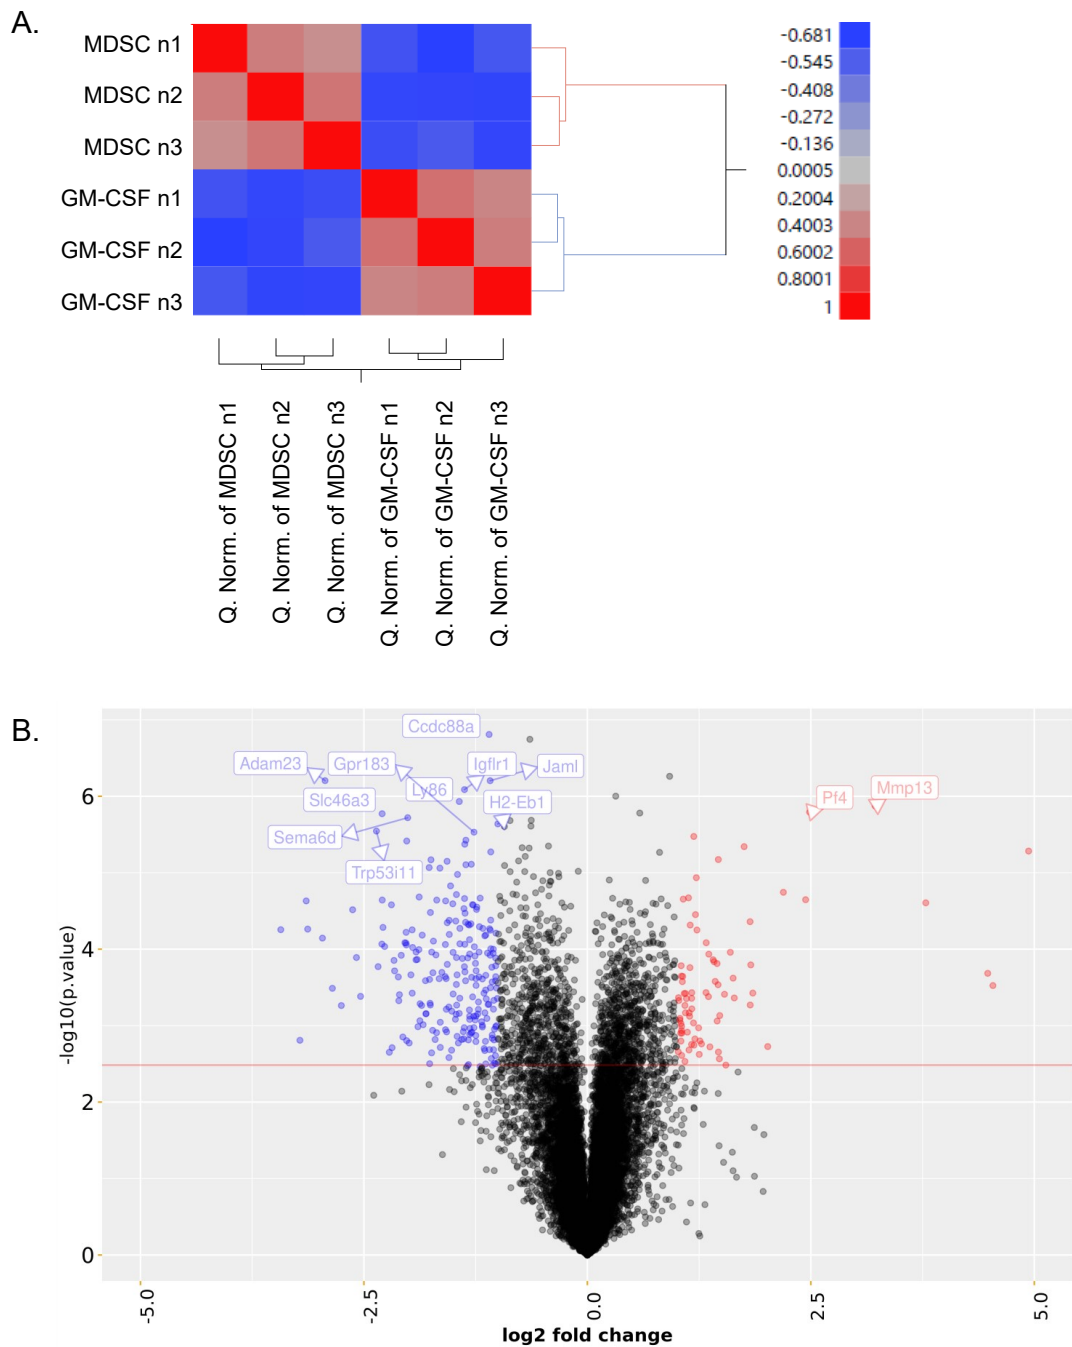 A.
MDSC n1
MDSC n2
MDSC n3
GM-CSF n1
GM-CSF n2
GM-CSF n3
-0.681
-0.545
-0.408
-0.272
-0.136
0.0005
0.2004
0.4003
0.6002
0.8001
1
Q. Norm. of MDSC n1
Q. Norm. of MDSC n2
Q. Norm. of MDSC n3
Q. Norm. of GM-CSF n1
Q. Norm. of GM-CSF n2
Q. Norm. of GM-CSF n3
B.
Ccdc88a
Adam23
Gpr183
Igflr1
Jaml
Slc46a3
Ly86
H2-Eb1
Sema6d
Trp53i11
Pf4
Mmp13
-log10(p.value)
6
4
2
0
-5.0
-2.5
0.0
2.5
5.0
log2 fold change